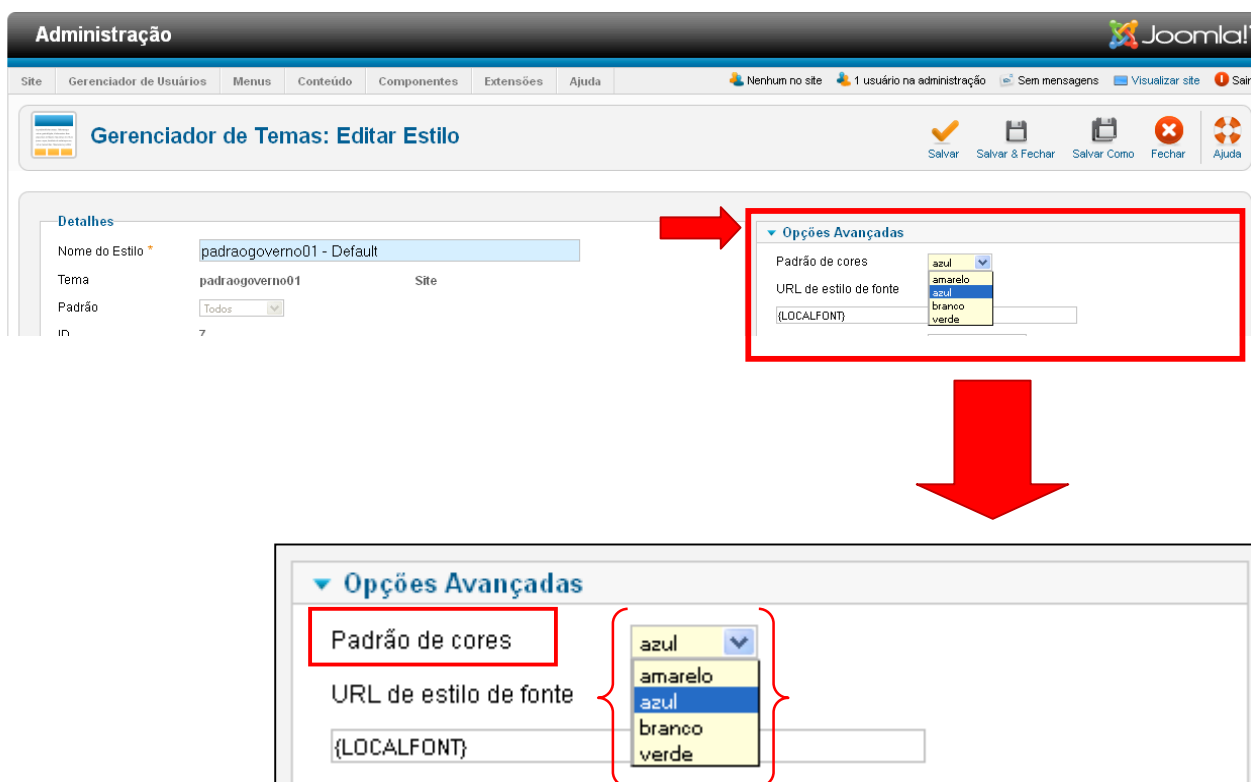 Administração
Joomla!
Site Gerenciador de Usuários Menus Conteúdo Componentes Extensões Ajuda Nenhum no site 1 usuário na administração Sem mensagens Visualizar site Sair
Gerenciador de Temas: Editar Estilo
Salvar Salvar & Fechar Salvar Como Fechar Ajuda
Detalhes
Nome do Estilo * padraogoverno01 - Default
Tema padraogoverno01 Site
Padrão Todos
ID 7
Opções Avançadas
Padrão de cores azul
amarelo
URL de estilo de fonte azul
branco
{LOCALFONT} verde
Opções Avançadas
Padrão de cores azul
amarelo
URL de estilo de fonte azul
branco
{LOCALFONT} verde